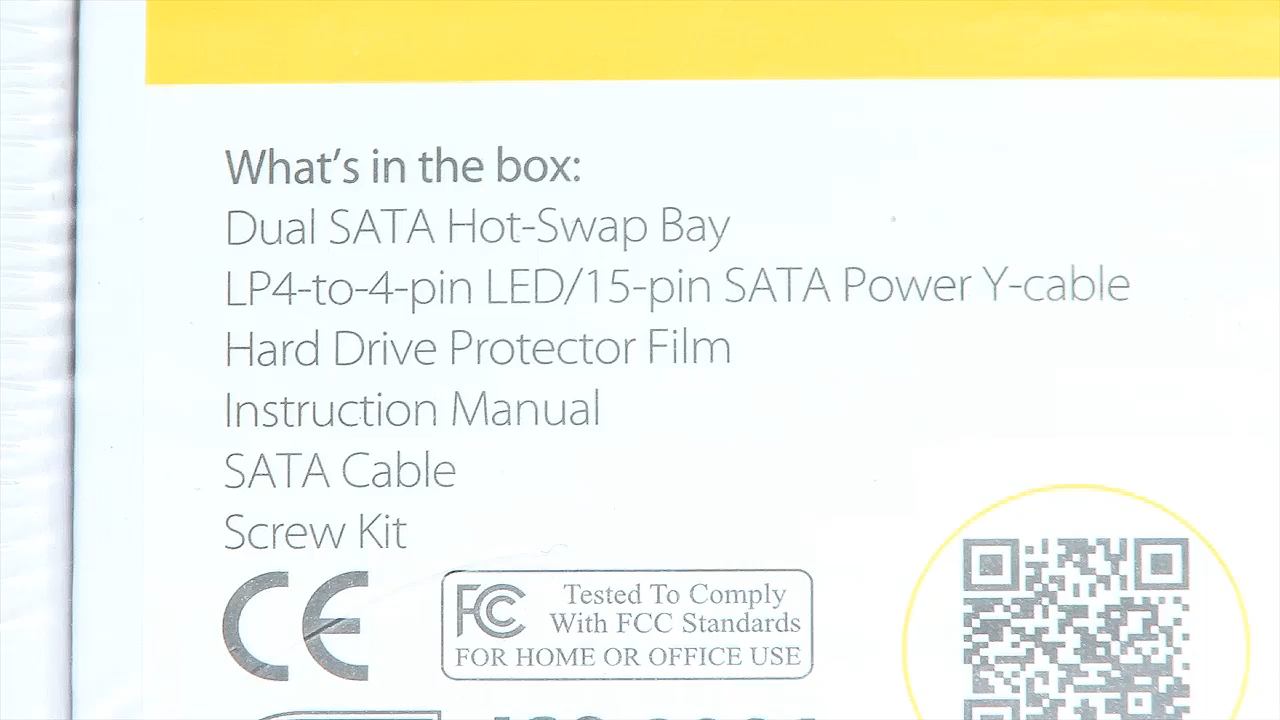 What's in the box:
Dual SATA Hot-Swap Bay
LP4-to-4-pin LED/15-pin SATA Power Y-cable
Hard Drive Protector Film
Instruction Manual
SATA Cable
Screw Kit
CE
FC Tested To Comply
With FCC Standards
FOR HOME OR OFFICE USE